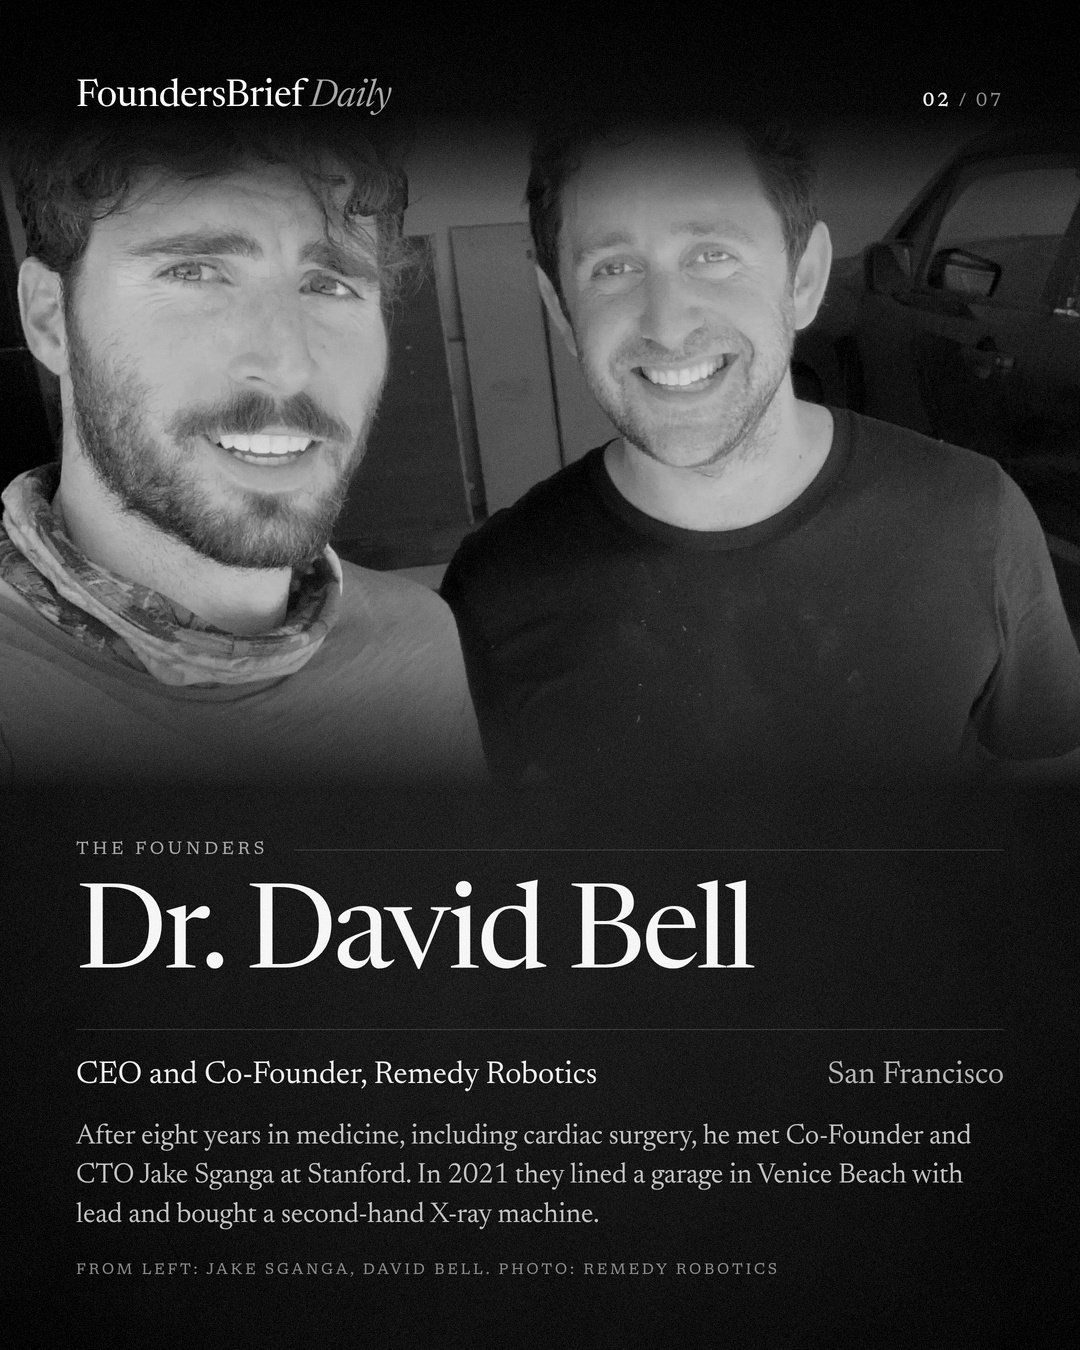 FoundersBrief Daily
02 / 07
THE FOUNDERS
Dr. David Bell
CEO and Co-Founder, Remedy Robotics
San Francisco
After eight years in medicine, including cardiac surgery, he met Co-Founder and
CTO Jake Sganga at Stanford. In 2021 they lined a garage in Venice Beach with
lead and bought a second-hand X-ray machine.
FROM LEFT: JAKE SGANGA, DAVID BELL. PHOTO: REMEDY ROBOTICS